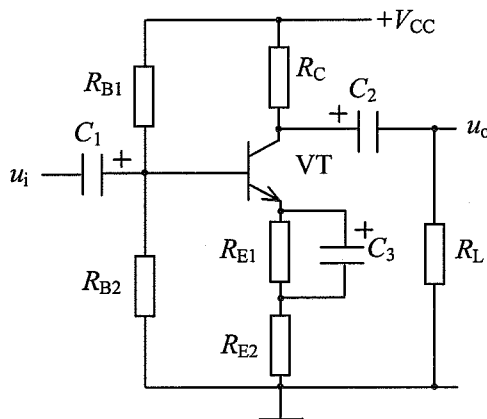 +V_CC
R_B1
R_C
C_1
+
+
C_2
u_o
u_i
VT
R_B2
R_E1
+
C_3
R_L
R_E2